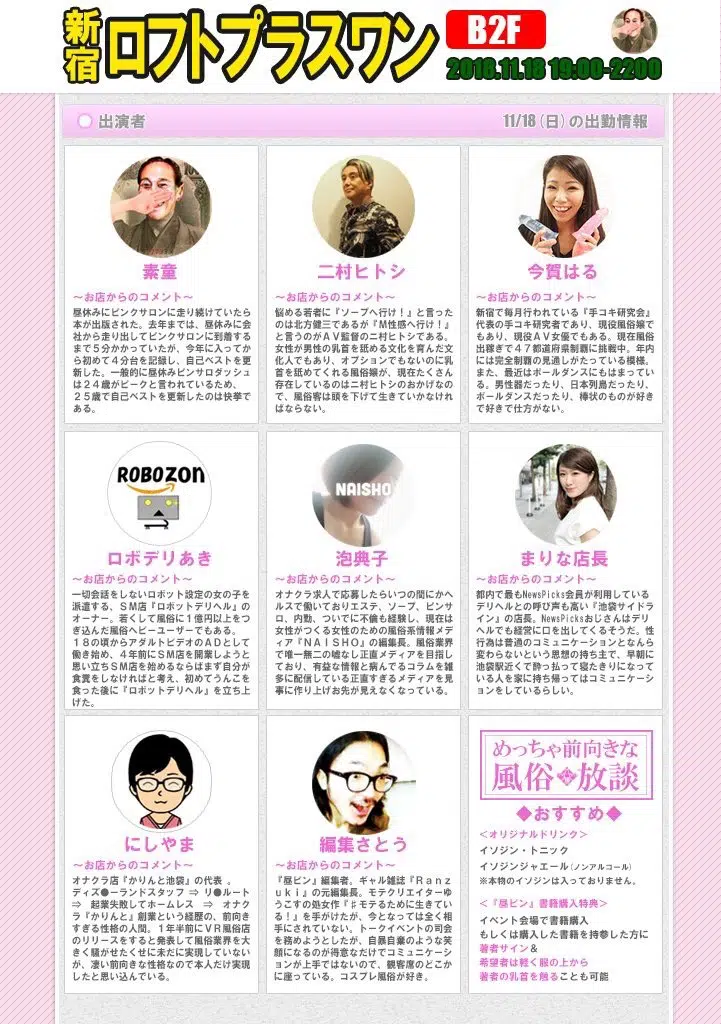 新宿ロフトプラスワン
B2F
2018.11.18 19:00-2200
出演者
11/18(日)の出勤情報
素童
~お店からのコメント~
昼休みにピンクサロンに走り続けていたら
本が出版された。去年までは、昼休みに会
社から走り出してピンクサロンに到着する
まで5分かかっていたが、今年に入ってか
ら初めて4分台を記録し、自己ベストを更
新した。一般的に昼休みピンサロダッシュ
は24歳がピークと言われているため、
25歳で自己ベストを更新したのは快挙で
ある。
二村ヒトシ
~お店からのコメント~
悩める若者に『ソープへ行け!』と言った
のは北方健三であるが『M性感へ行け!』
と言うのがAV監督のニ村ヒトシである。
女性が男性の乳首を舐める文化を育んだ文
化人でもあり、オプションでもないのに乳
首を舐めてくれる風俗嬢が、現在たくさん
存在しているのはニ村ヒトシのおかげなの
で、風俗客は頭を下げて生きていかなけれ
ばならない。
今賀はる
~お店からのコメント~
新宿で毎月行われている『手コキ研究会』
代表の手コキ研究者であり、現役風俗嬢で
もあり、現役AV女優でもある。現在風俗
出稼ぎで47都道府県制覇に挑戦中。年内
には完全制覇の見通しがたっている模様。
また、最近はポールダンスにもはまってい
る。男性器だったり、日本列島だったり、
ポールダンスだったり、棒状のものが好き
で好きで仕方がない。
ROBOZON
ロボデリあき
~お店からのコメント~
一切会話をしないロボット設定の女の子を
派遣する、SM店『ロボットデリヘル』の
オーナー。若くして風俗に1億円以上をつ
ぎ込んだ風俗ヘビーユーザーでもある。
18の頃からアダルトビデオのADとして
働き始め、4年前にSM店を開業しようと
思い立ちSM店を始めるならばまず自分が
食糞をしなければと考え、初めてうんこを
食った後に『ロボットデリヘル』を立ち上
げた。
NAISHO
泡典子
~お店からのコメント~
オナクラ求人で応募したらいつの間にかヘ
ルスで働いておりエステ、ソープ、ピンサ
ロ、内勤、ついでに不倫も経験し、現在は
女性がつくる女性のための風俗系情報メデ
ィア『NAISHO』の編集長。風俗業界
で唯一無二の嘘なし正直メディアを目指し
ており、有益な情報と病んでるコラムを雑
多に配信している正直すぎるメディアを見
事に作り上げお先が見えなくなっている。
まりな店長
~お店からのコメント~
都内で最もNewsPicks会員が利用している
デリヘルとの呼び声も高い『池袋サイドラ
イン』の店長。NewsPicksおじさんはデリ
ヘルでも経営に口を出してくるそうだ。性
行為は普通のコミュニケーションとなんら
変わらないという思想の持ち主で、早朝に
池袋駅近くで酔っ払って寝たきりになって
いる人を家に持ち帰ってはコミュニケーシ
ョンをしているらしい。
にしやま
~お店からのコメント~
オナクラ店『かりんと池袋』の代表 。
ディズ●ーランドスタッフ ⇒ リ●ルート
⇒ 起業失敗してホームレス ⇒ オナク
ラ『かりんと』創業という経歴の、前向き
すぎる性格の人間。1年半前にVR風俗店
のリリースをすると発表して風俗業界を大
きく騒がせたくせに未だに実現していない
が、凄い前向きな性格なので本人だけ実現
したと思い込んでいる。
編集さとう
~お店からのコメント~
『昼ピン』編集者。ギャル雑誌『Ranz
uki』の元編集長。モテクリエイターゆ
うこすの処女作『♯モテるために生きてい
る!』を手がけたが、今となっては全く相
手にされていない。トークイベントの司会
を務めようとしたが、自暴自棄のような笑
顔になるのが得意なだけでコミュニケーシ
ョンが上手ではないので、観客席のどこか
に座っている。コスプレ風俗が好き。
めっちゃ前向きな
風俗放談
◆おすすめ◆
<オリジナルドリンク>
イソジン・トニック
イソジンジャエール(ノンアルコール)
※本物のイソジンは入っておりません。
<『昼ピン』書籍購入特典>
イベント会場で書籍購入
もしくは購入した書籍を持参した方に
著者サイン&
希望者は軽く服の上から
著者の乳首を触ることも可能